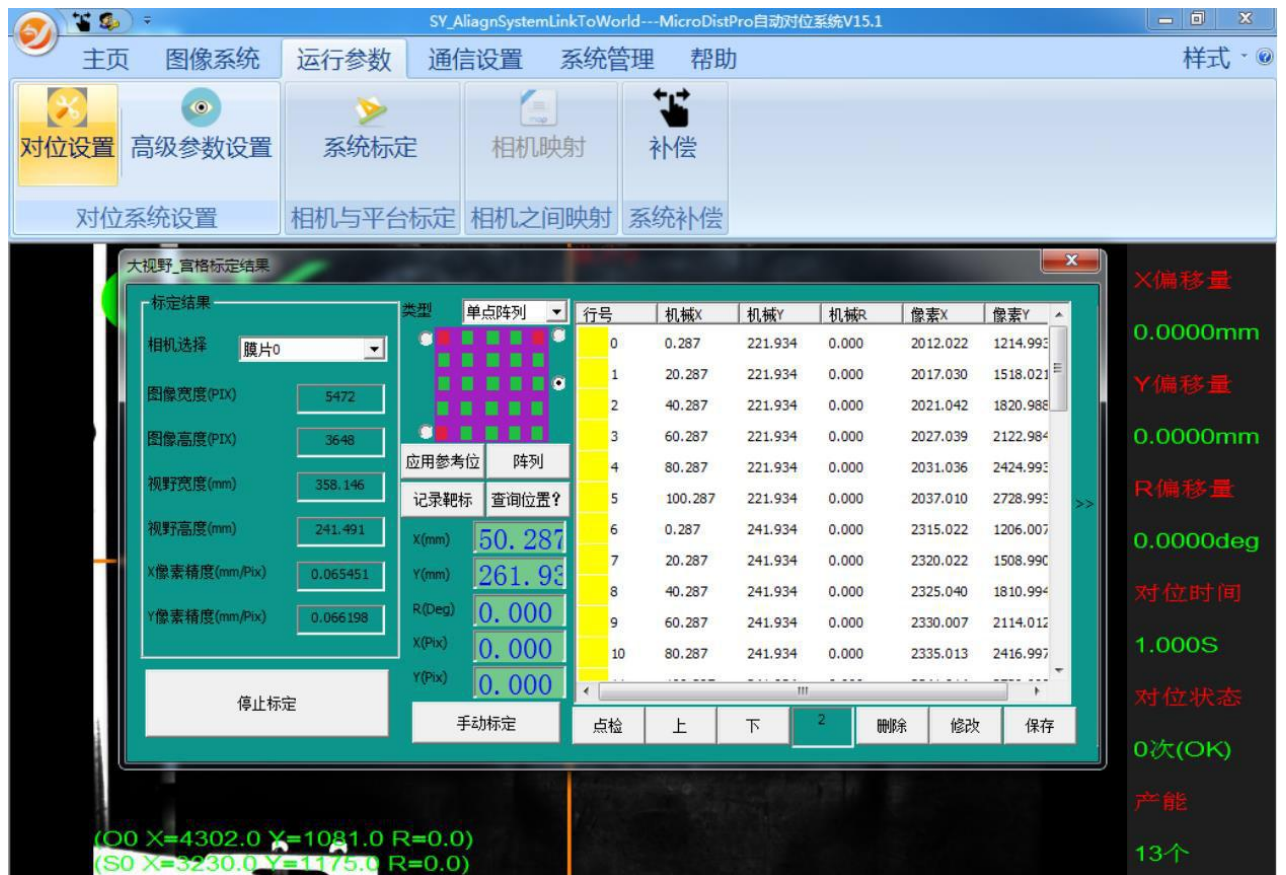 SY_AliagnSystemLinkToWorld---MicroDistPro自动对位系统V15.1
主页 图像系统 运行参数 通信设置 系统管理 帮助 样式
对位设置 高级参数设置 系统标定 相机映射 补偿
对位系统设置 相机与平台标定 相机之间映射 系统补偿
大视野_宫格标定结果
标定结果
相机选择 膜片0
图像宽度(PIX) 5472
图像高度(PIX) 3648
视野宽度(mm) 358.146
视野高度(mm) 241.491
X像素精度(mm/Pix) 0.065451
Y像素精度(mm/Pix) 0.066198
停止标定
类型 单点阵列
应用参考位 阵列
记录靶标 查询位置?
X(mm) 50.287
Y(mm) 261.93
R(Deg) 0.000
X(Pix) 0.000
Y(Pix) 0.000
手动标定
行号 机械X 机械Y 机械R 像素X 像素Y
0 0.287 221.934 0.000 2012.022 1214.993
1 20.287 221.934 0.000 2017.030 1518.021
2 40.287 221.934 0.000 2021.042 1820.988
3 60.287 221.934 0.000 2027.039 2122.984
4 80.287 221.934 0.000 2031.036 2424.993
5 100.287 221.934 0.000 2037.010 2728.993
6 0.287 241.934 0.000 2315.022 1206.007
7 20.287 241.934 0.000 2320.022 1508.990
8 40.287 241.934 0.000 2325.040 1810.994
9 60.287 241.934 0.000 2330.007 2114.012
10 80.287 241.934 0.000 2335.013 2416.997
点检 上 下 2 删除 修改 保存
>>
X偏移量
0.0000mm
Y偏移量
0.0000mm
R偏移量
0.0000deg
对位时间
1.000S
对位状态
0次(OK)
产能
13个
(O0 X=4302.0 Y=1081.0 R=0.0)
(S0 X=3230.0 Y=1175.0 R=0.0)